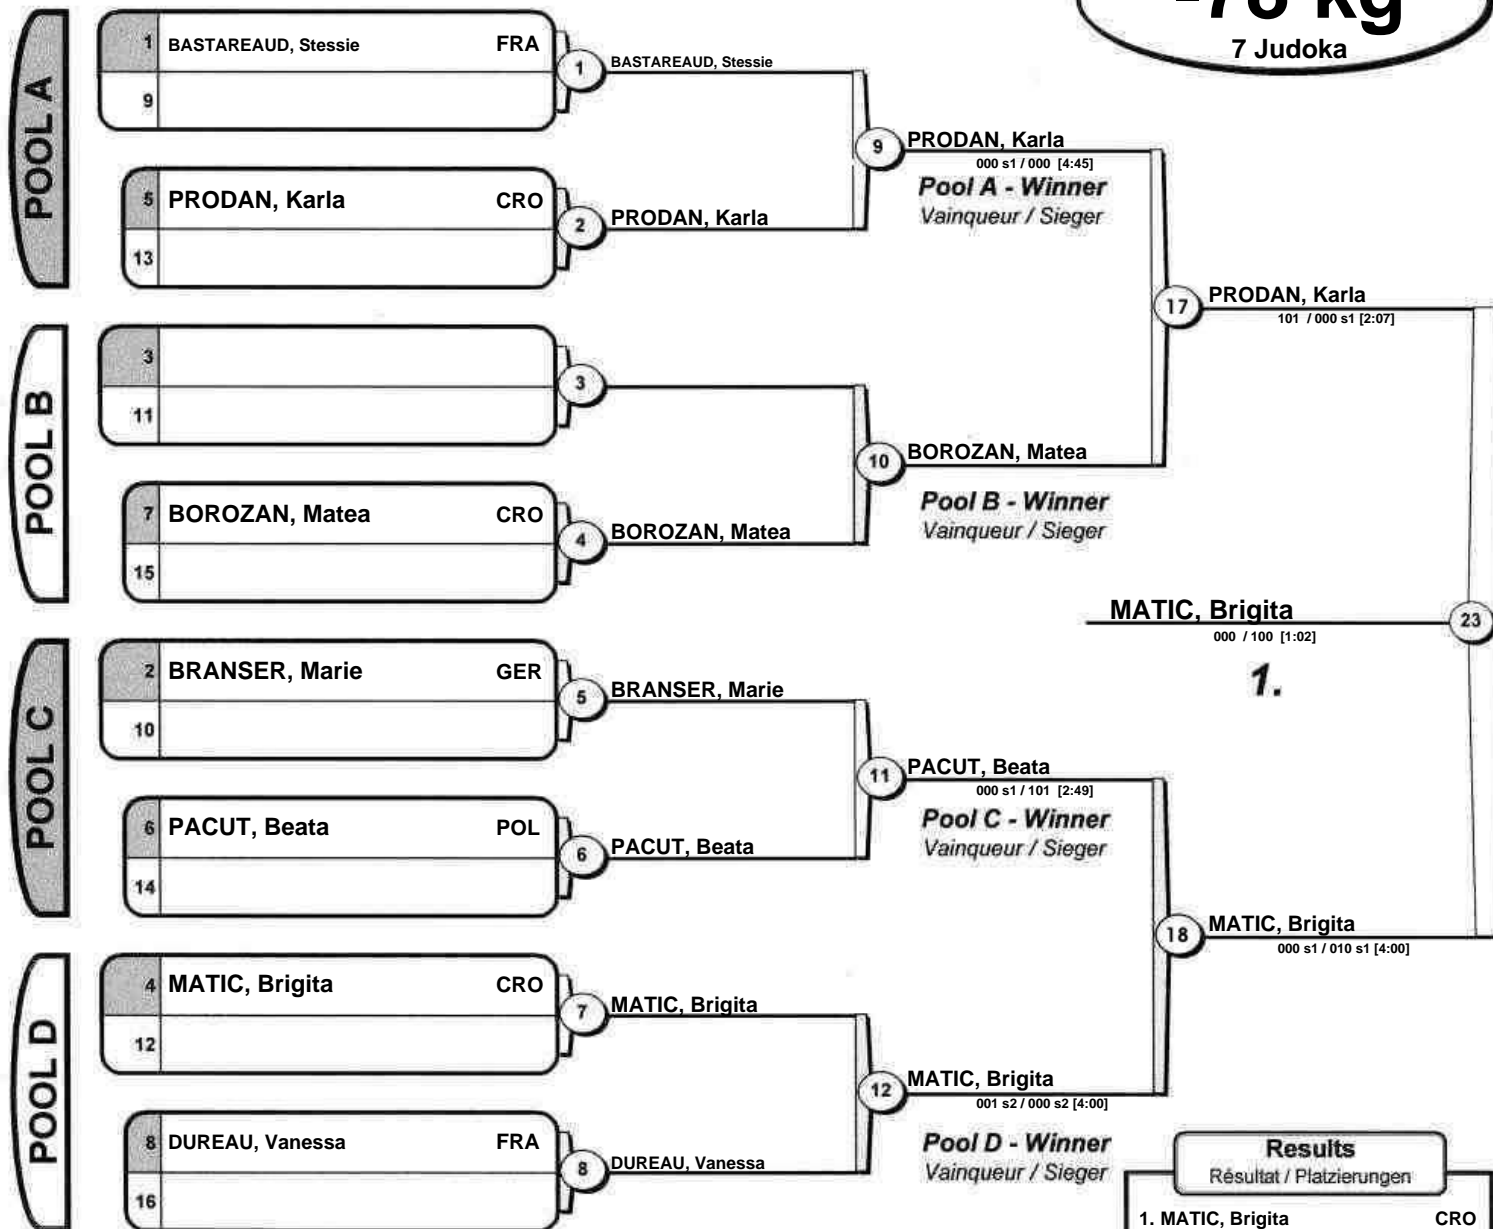 -78 kg
7 Judoka
POOL A
1 BASTAREAUD, Stessie FRA
9
1
BASTAREAUD, Stessie
5 PRODAN, Karla CRO
13
2
PRODAN, Karla
9
PRODAN, Karla
000 s1 / 000 [4:45]
Pool A - Winner
Vainqueur / Sieger
POOL B
3
11
3
7 BOROZAN, Matea CRO
15
4
BOROZAN, Matea
10
BOROZAN, Matea
Pool B - Winner
Vainqueur / Sieger
17
PRODAN, Karla
101 / 000 s1 [2:07]
MATIC, Brigita
000 / 100 [1:02]
1.
23
POOL C
2 BRANSER, Marie GER
10
5
BRANSER, Marie
6 PACUT, Beata POL
14
6
PACUT, Beata
11
PACUT, Beata
000 s1 / 101 [2:49]
Pool C - Winner
Vainqueur / Sieger
POOL D
4 MATIC, Brigita CRO
12
7
MATIC, Brigita
8 DUREAU, Vanessa FRA
16
8
DUREAU, Vanessa
12
MATIC, Brigita
001 s2 / 000 s2 [4:00]
Pool D - Winner
Vainqueur / Sieger
18
MATIC, Brigita
000 s1 / 010 s1 [4:00]
Results
Résultat / Platzierungen
1. MATIC, Brigita CRO